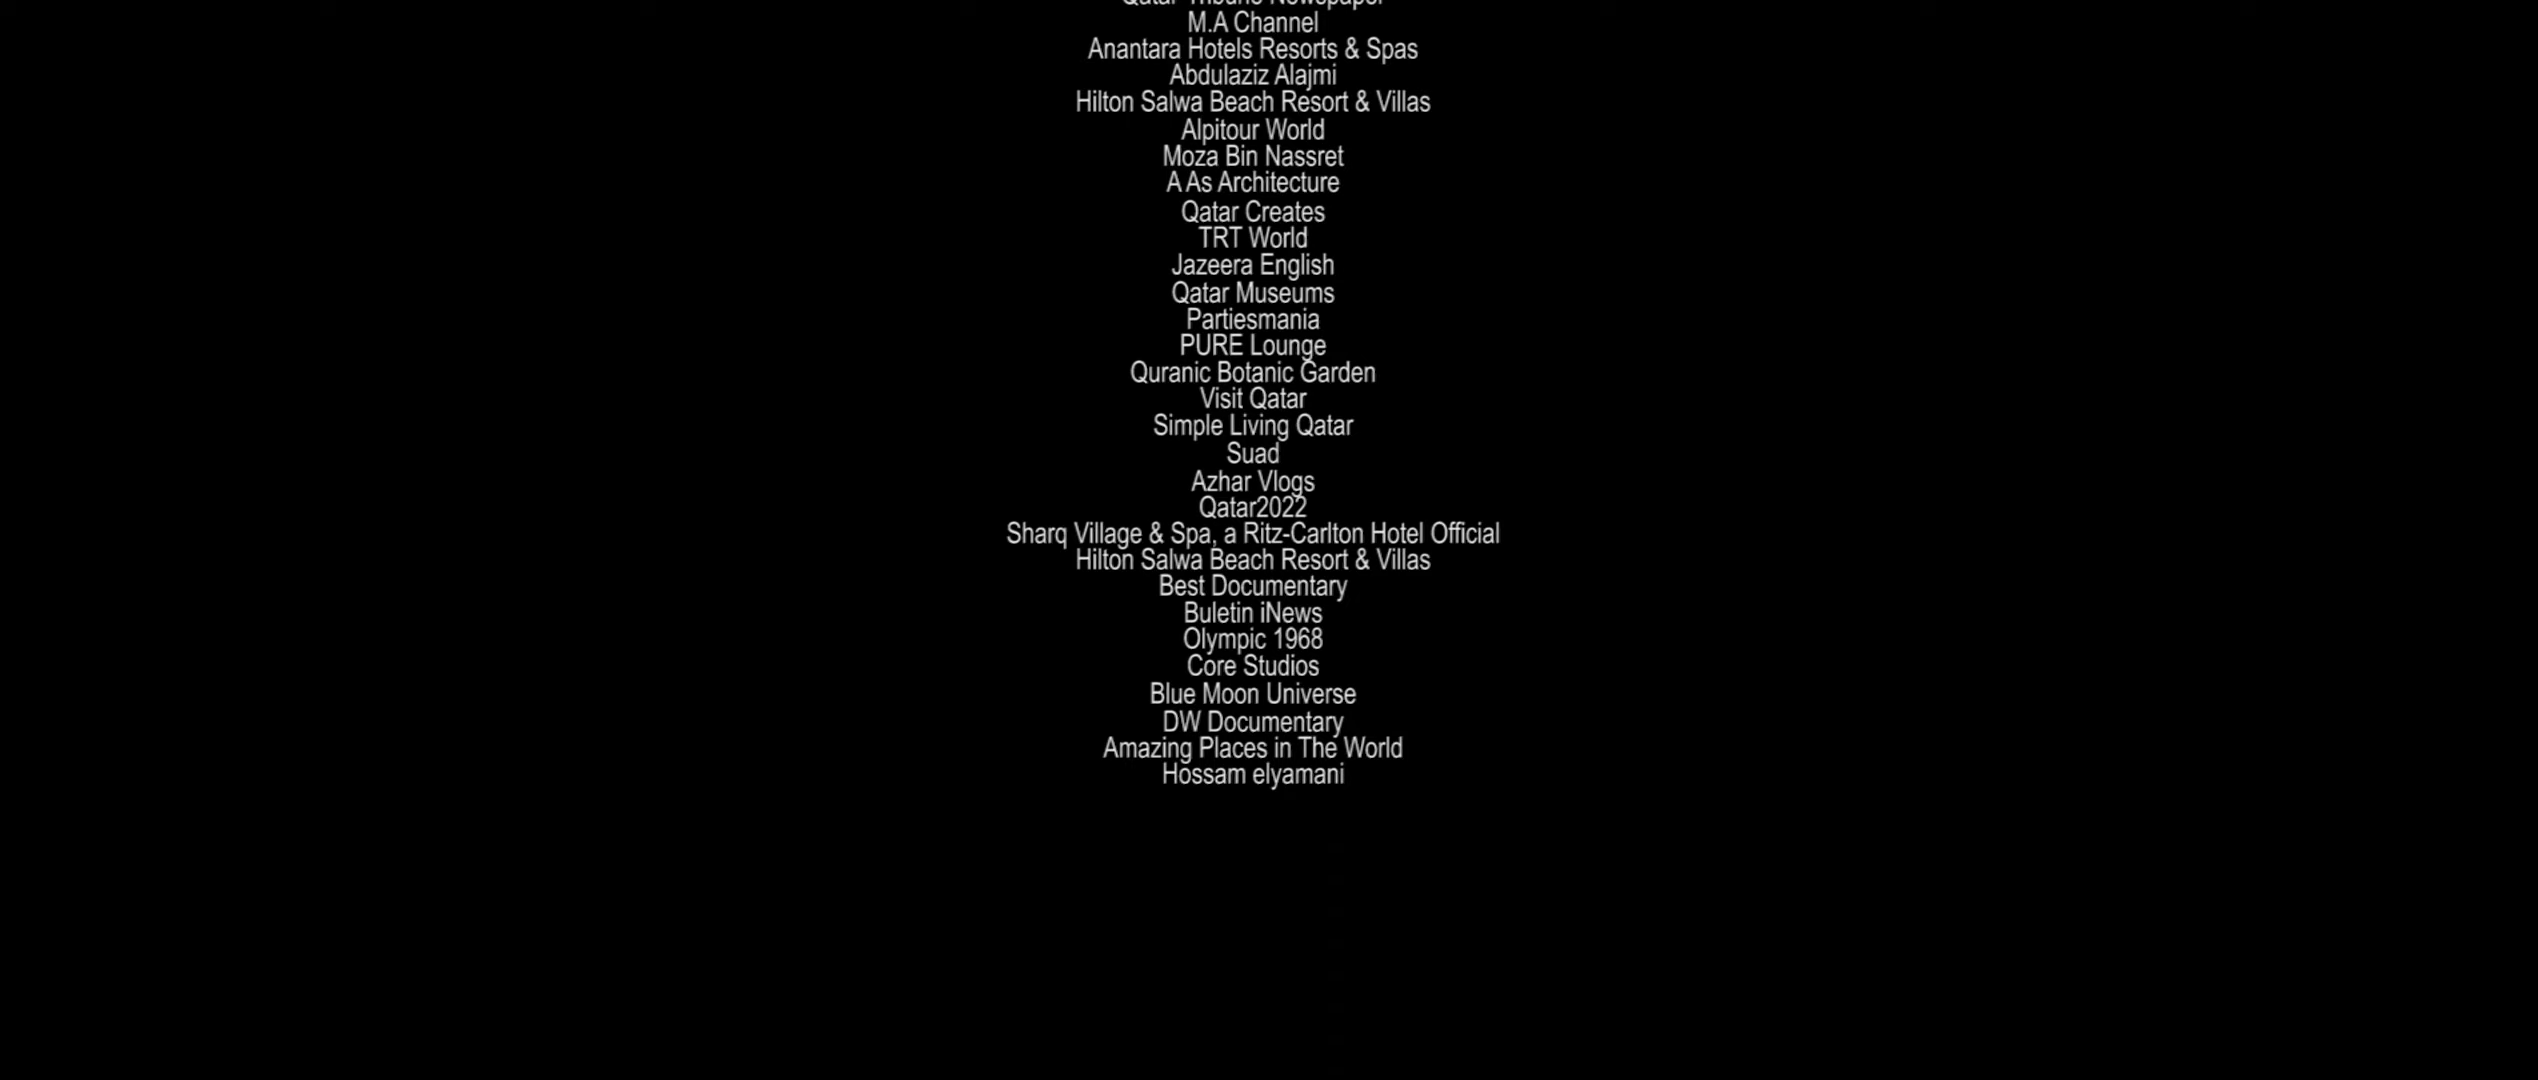 Qatar Tribune Newspaper
M.A Channel
Anantara Hotels Resorts & Spas
Abdulaziz Alajmi
Hilton Salwa Beach Resort & Villas
Alpitour World
Moza Bin Nassret
A As Architecture
Qatar Creates
TRT World
Jazeera English
Qatar Museums
Partiesmania
PURE Lounge
Quranic Botanic Garden
Visit Qatar
Simple Living Qatar
Suad
Azhar Vlogs
Qatar2022
Sharq Village & Spa, a Ritz-Carlton Hotel Official
Hilton Salwa Beach Resort & Villas
Best Documentary
Buletin iNews
Olympic 1968
Core Studios
Blue Moon Universe
DW Documentary
Amazing Places in The World
Hossam elyamani